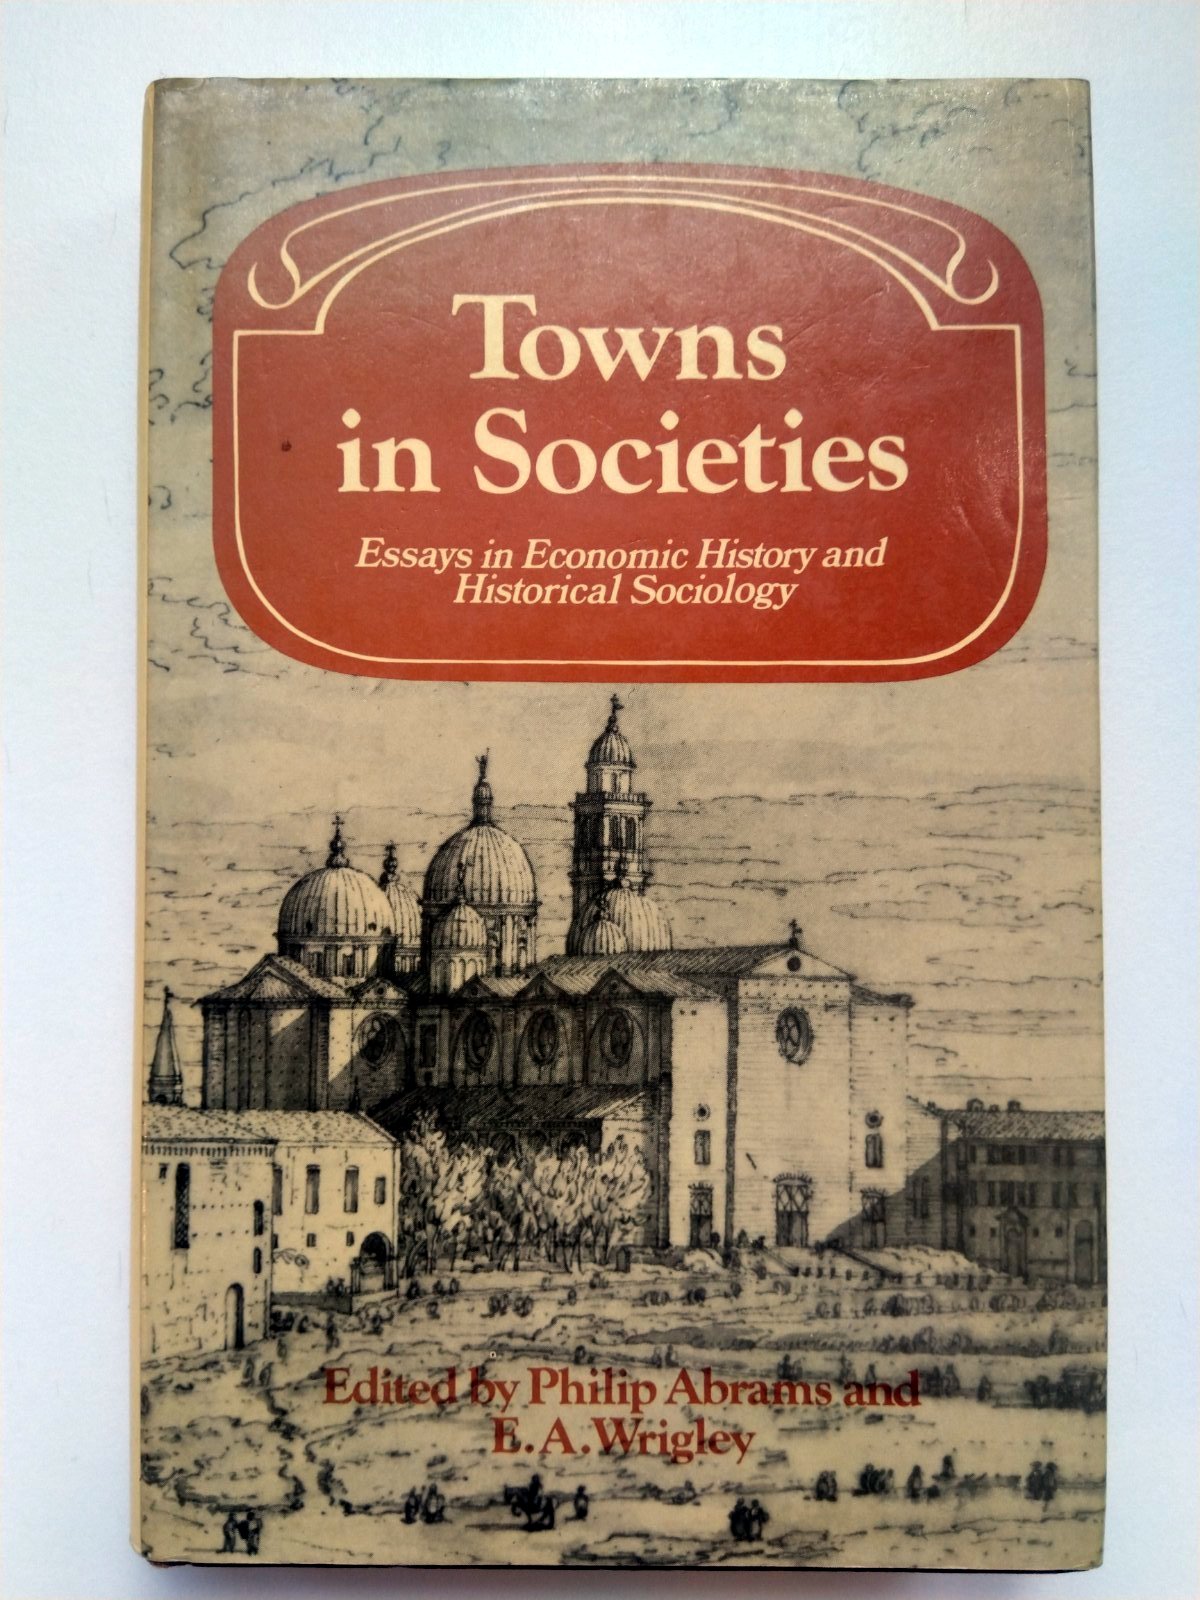 Towns
in Societies
Essays in Economic History and
Historical Sociology
Edited by Philip Abrams and
E. A. Wrigley